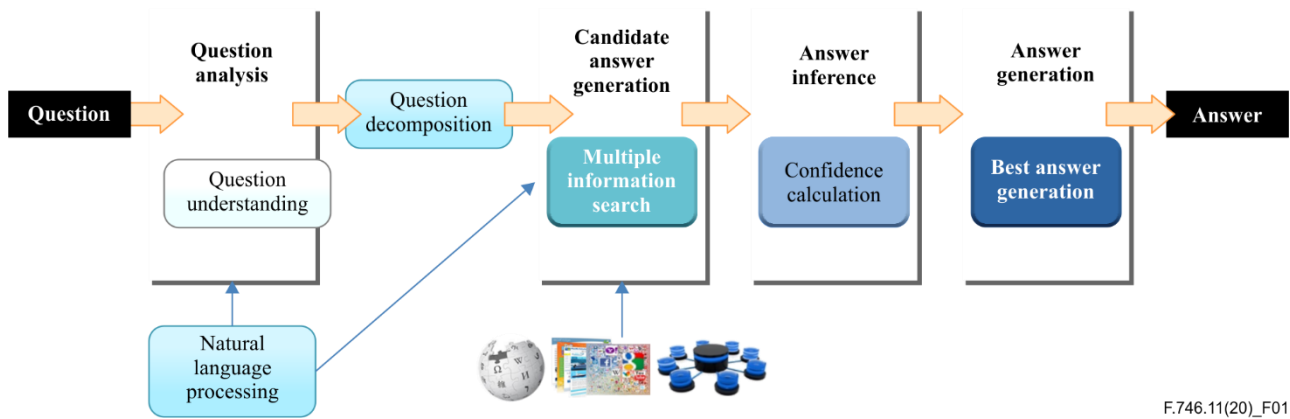 Question
Question
analysis
Question
understanding
Question
decomposition
Candidate
answer
generation
Multiple
information
search
Answer
inference
Confidence
calculation
Answer
generation
Best answer
generation
Answer
Natural
language
processing
F.746.11(20)_F01